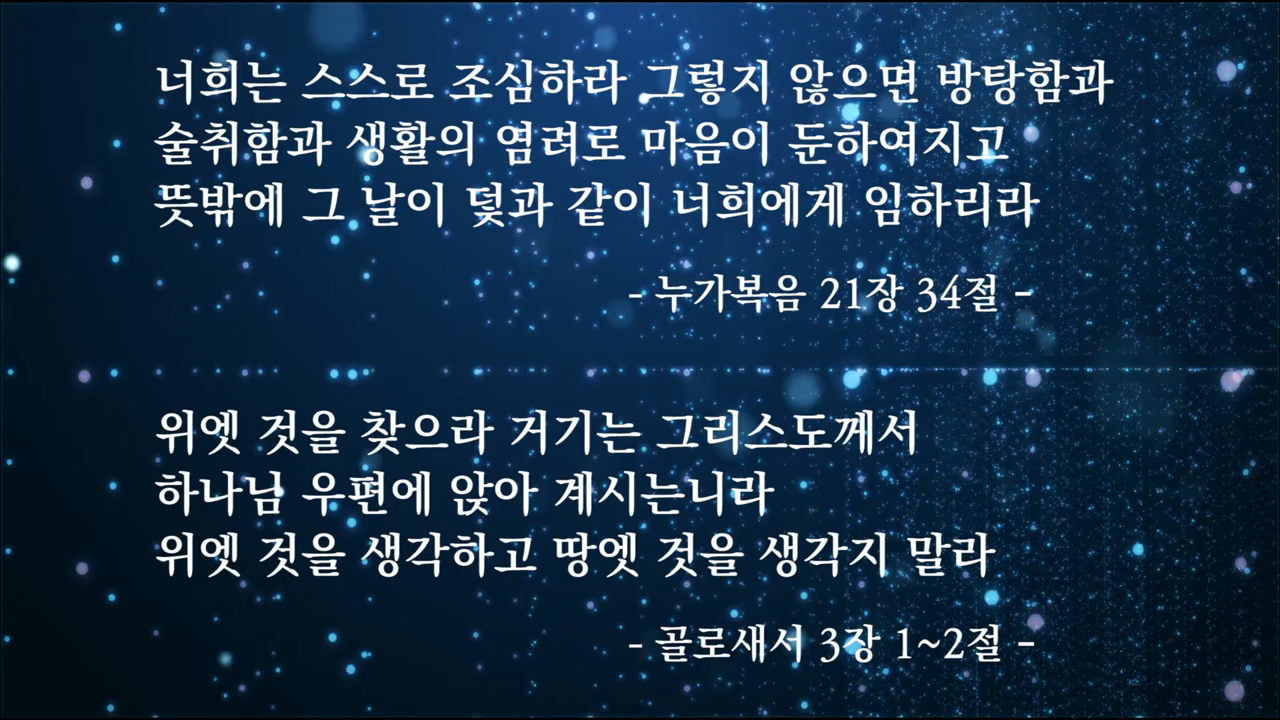 너희는 스스로 조심하라 그렇지 않으면 방탕함과
술취함과 생활의 염려로 마음이 둔하여지고
뜻밖에 그 날이 덫과 같이 너희에게 임하리라
- 누가복음 21장 34절 -
위엣 것을 찾으라 거기는 그리스도께서
하나님 우편에 앉아 계시는니라
위엣 것을 생각하고 땅엣 것을 생각지 말라
- 골로새서 3장 1~2절 -